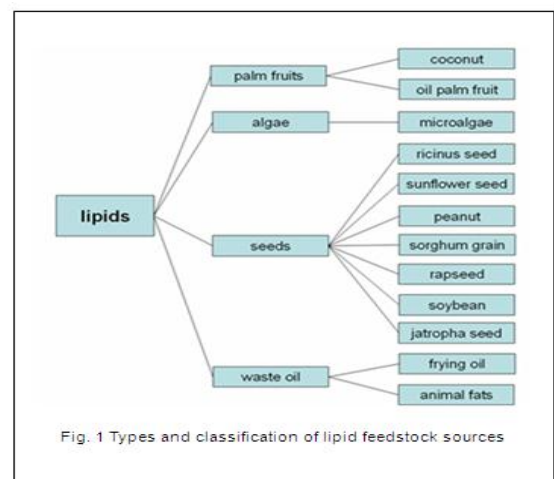 coconut
palm fruits
oil palm fruit
algae
microalgae
ricinus seed
sunflower seed
lipids
peanut
seeds
sorghum grain
rapseed
soybean
jatropha seed
waste oil
frying oil
animal fats
Fig. 1 Types and classification of lipid feedstock sources